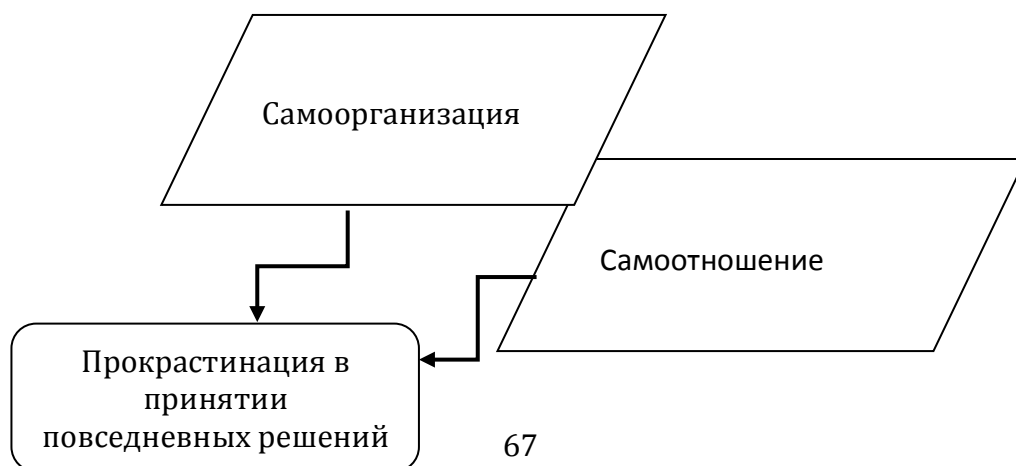 Самоорганизация
Самоотношение
Прокрастинация в
принятии
повседневных решений
67